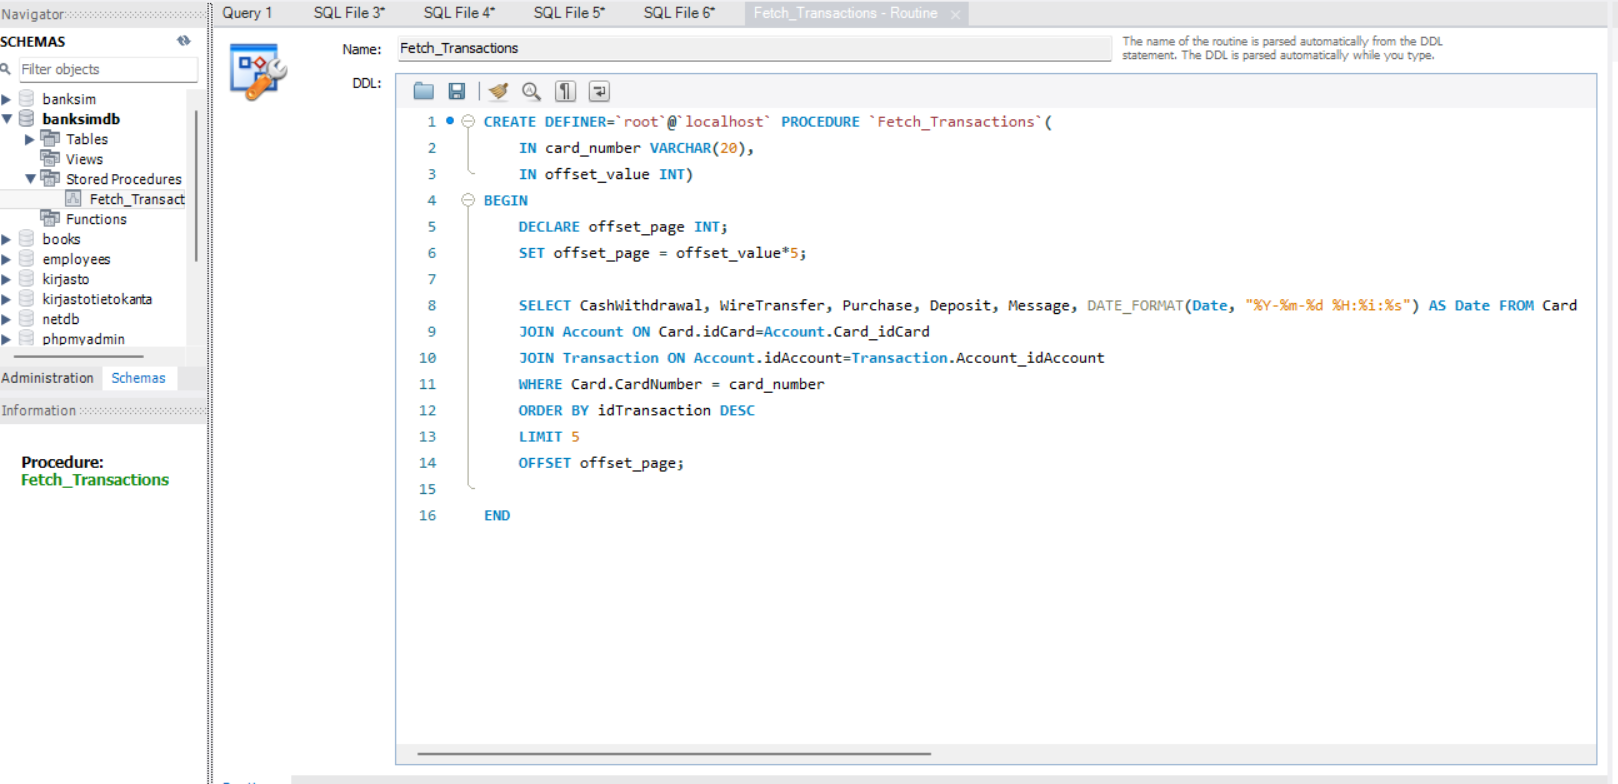 Navigator
Query 1
SQL File 3*
SQL File 4*
SQL File 5*
SQL File 6*
Fetch_Transactions - Routine
SCHEMAS
Filter objects
banksim
banksimdb
Tables
Views
Stored Procedures
Fetch_Transact
Functions
books
employees
kirjasto
kirjastotietokanta
netdb
phpmyadmin
Administration
Schemas
Information
Procedure:
Fetch_Transactions
Name:
Fetch_Transactions
The name of the routine is parsed automatically from the DDL
statement. The DDL is parsed automatically while you type.
DDL:
1 CREATE DEFINER=`root`@`localhost` PROCEDURE `Fetch_Transactions`(
2 IN card_number VARCHAR(20),
3 IN offset_value INT)
4 BEGIN
5 DECLARE offset_page INT;
6 SET offset_page = offset_value*5;
7
8 SELECT CashWithdrawal, WireTransfer, Purchase, Deposit, Message, DATE_FORMAT(Date, "%Y-%m-%d %H:%i:%s") AS Date FROM Card
9 JOIN Account ON Card.idCard=Account.Card_idCard
10 JOIN Transaction ON Account.idAccount=Transaction.Account_idAccount
11 WHERE Card.CardNumber = card_number
12 ORDER BY idTransaction DESC
13 LIMIT 5
14 OFFSET offset_page;
15
16 END